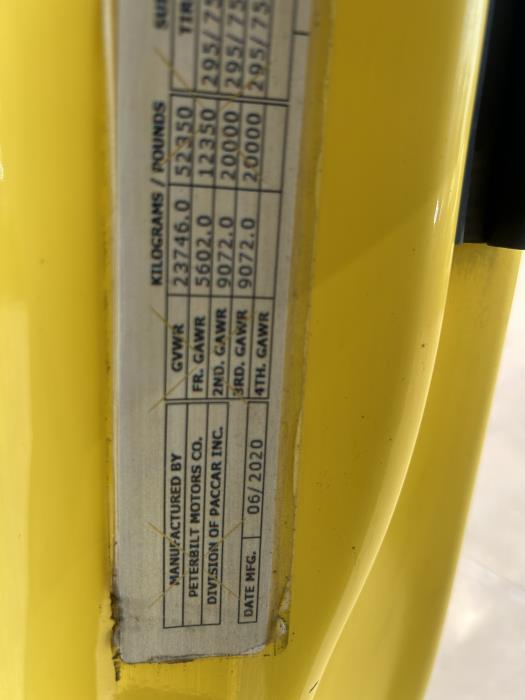 MANUFACTURED BY
PETERBILT MOTORS CO.
DIVISION OF PACCAR INC.
DATE MFG. 06/2020
KILOGRAMS / POUNDS
GVWR 23746.0 52350
FR. GAWR 5602.0 12350 295/75
2ND. GAWR 9072.0 20000 295/75
3RD. GAWR 9072.0 20000 295/75
4TH. GAWR